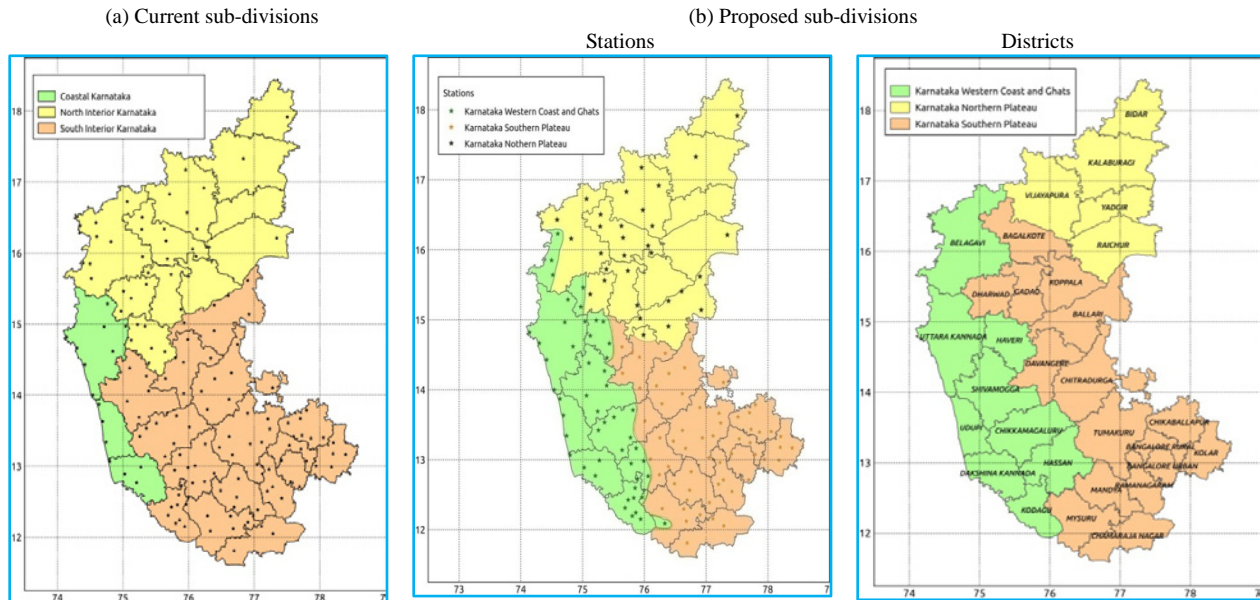 (a) Current sub-divisions
(b) Proposed sub-divisions
Stations
Districts
Coastal Karnataka
North Interior Karnataka
South Interior Karnataka
18
17
16
15
14
13
12
74
75
76
77
78
Stations
Karnataka Western Coast and Ghats
Karnataka Southern Plateau
Karnataka Nothern Plateau
18
17
16
15
14
13
12
73
74
75
76
77
78
Karnataka Western Coast and Ghats
Karnataka Northern Plateau
Karnataka Southern Plateau
BIDAR
KALABURAGI
VIJAYAPURA
YADGIR
BAGALKOTE
RAICHUR
BELAGAVI
KOPPALA
DHARWAD
GADAG
BALLARI
UTTARA KANNADA
HAVERI
DAVANGERE
CHITRADURGA
SHIVAMOGGA
CHIKABALLAPUR
UDUPI
CHIKKAMAGALURU
TUMAKURU
BANGALORE RURAL
KOLAR
HASSAN
BANGALORE URBAN
DAKSHINA KANNADA
RAMANAGARAM
MANDYA
KODAGU
MYSURU
CHAMARAJA NAGAR
18
17
16
15
14
13
12
74
75
76
77
78